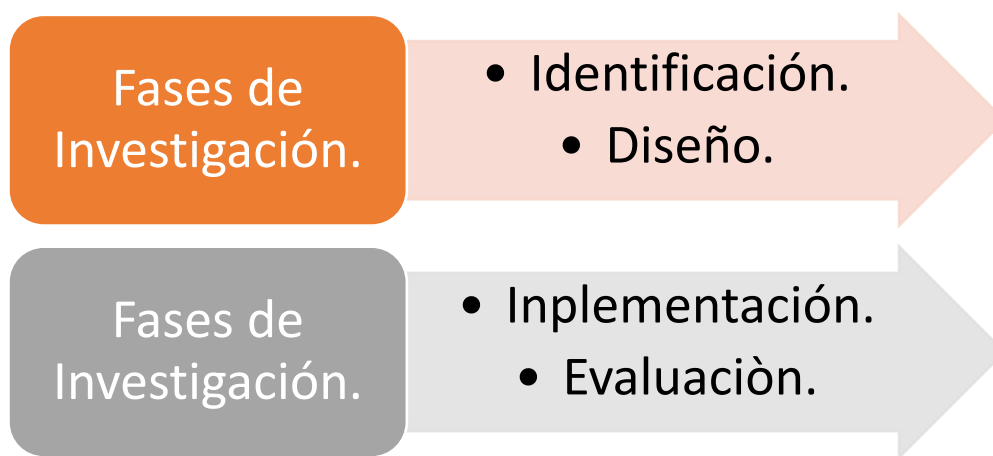 Fases de
Investigación.
• Identificación.
• Diseño.
Fases de
Investigación.
• Inplementación.
• Evaluaciòn.